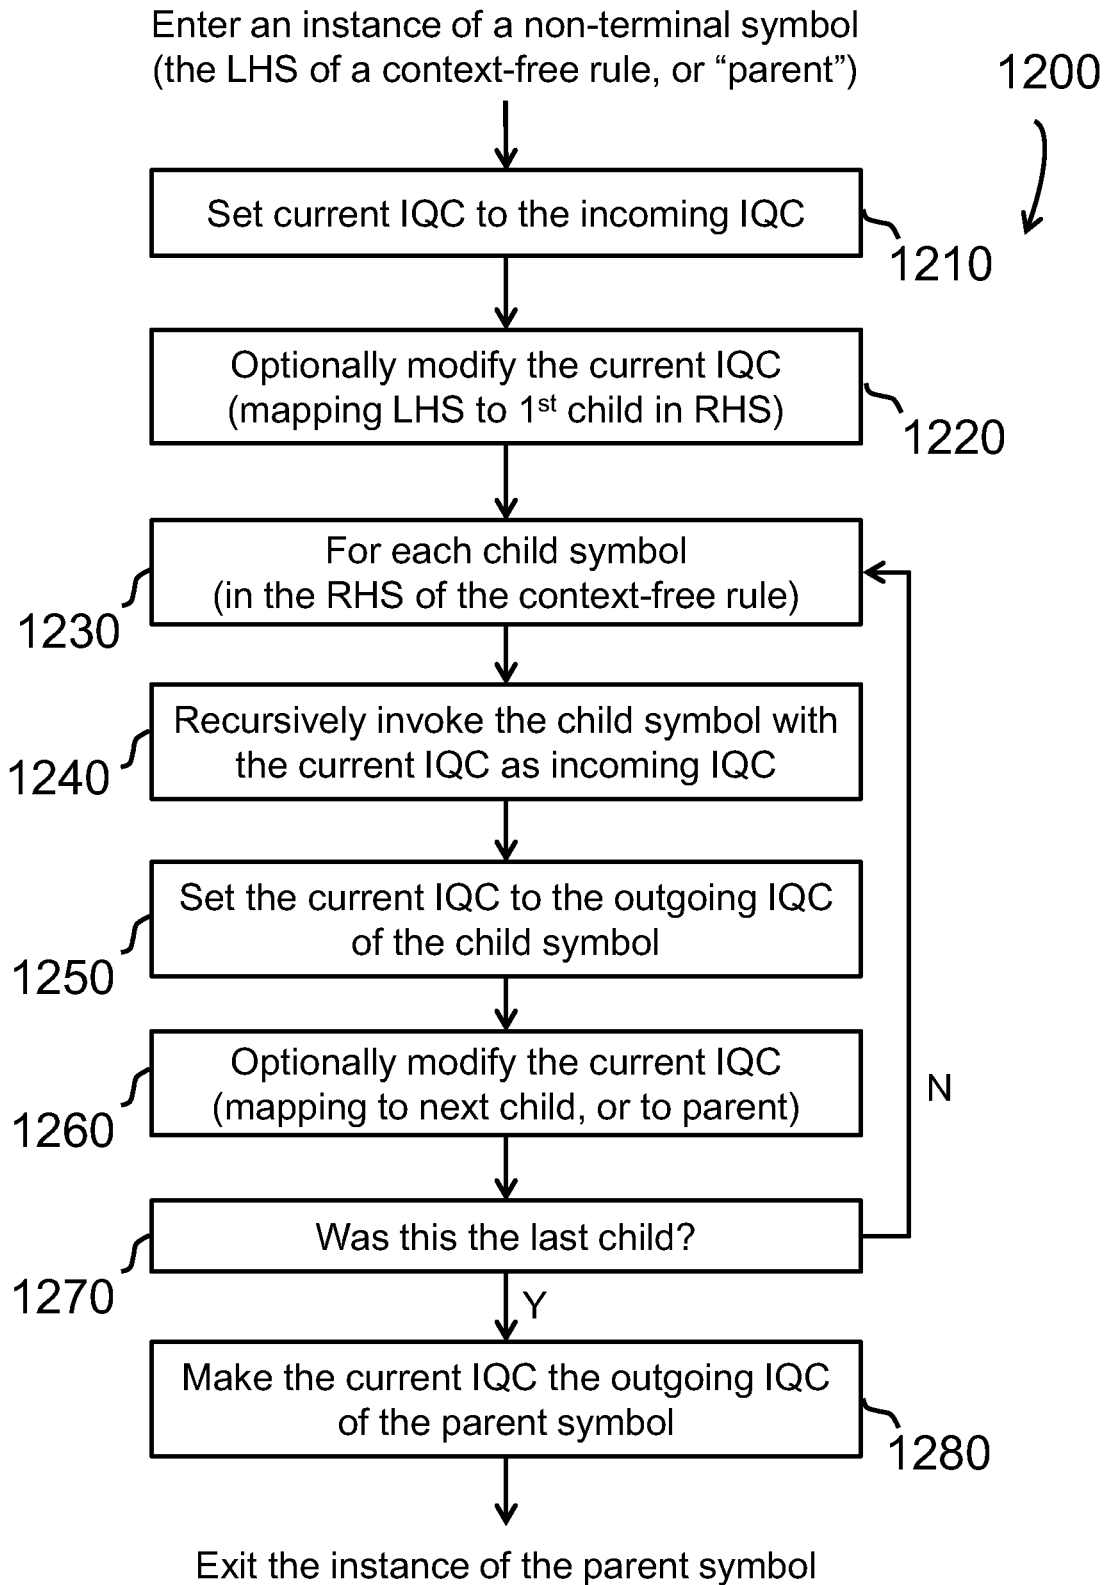 Enter an instance of a non-terminal symbol
(the LHS of a context-free rule, or “parent”)
1200
Set current IQC to the incoming IQC
1210
Optionally modify the current IQC
(mapping LHS to 1st child in RHS)
1220
For each child symbol
(in the RHS of the context-free rule)
1230
Recursively invoke the child symbol with
the current IQC as incoming IQC
1240
Set the current IQC to the outgoing IQC
of the child symbol
1250
Optionally modify the current IQC
(mapping to next child, or to parent)
1260
N
Was this the last child?
1270
Y
Make the current IQC the outgoing IQC
of the parent symbol
1280
Exit the instance of the parent symbol